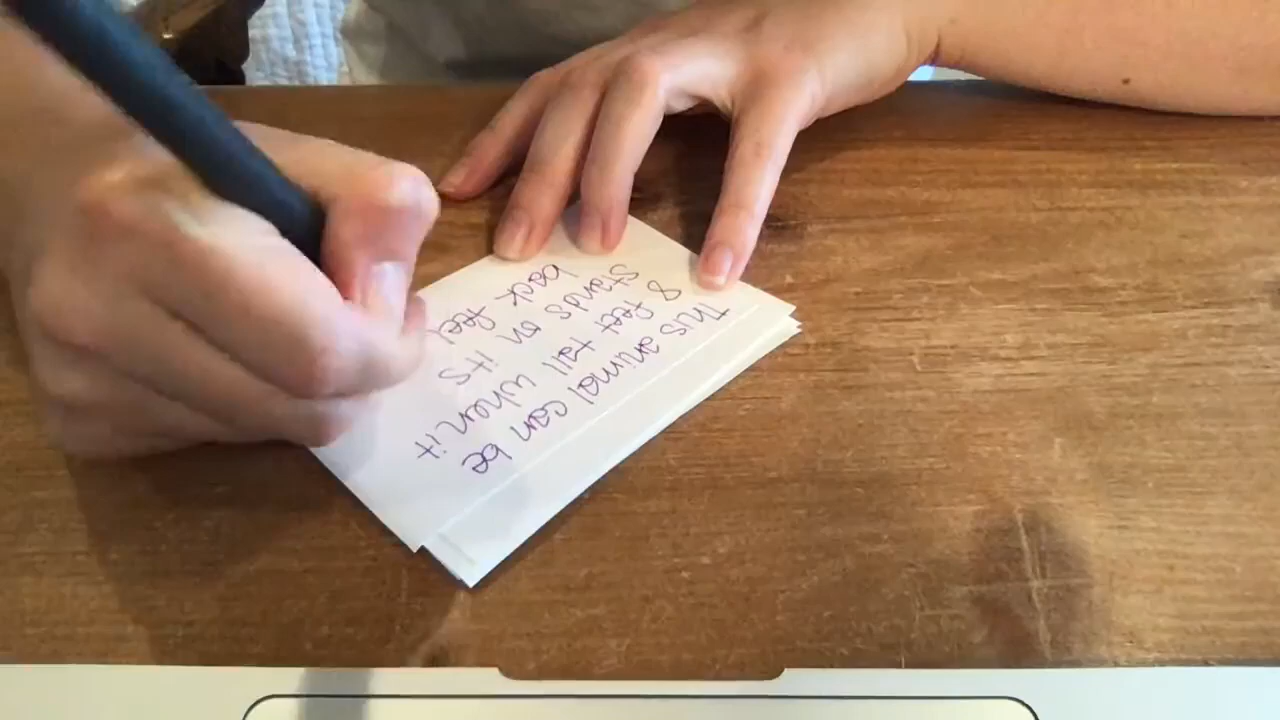 This animal can be
8 feet tall when it
stands on its
back feet